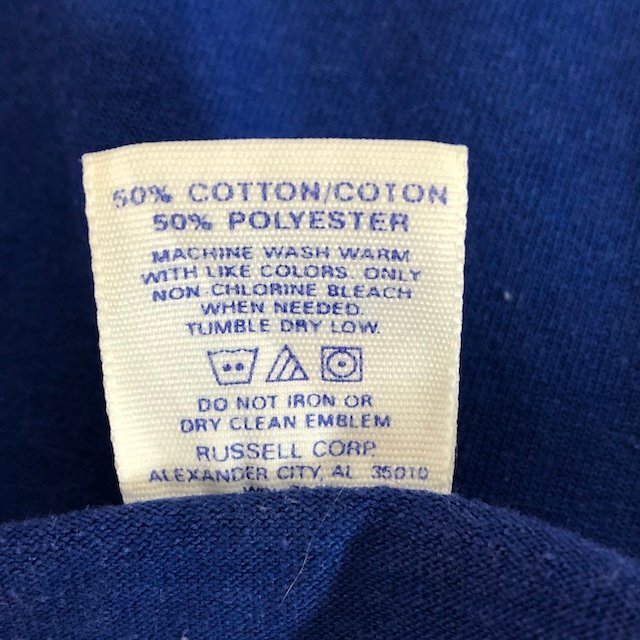 50% COTTON/COTON
50% POLYESTER
MACHINE WASH WARM
WITH LIKE COLORS. ONLY
NON-CHLORINE BLEACH
WHEN NEEDED.
TUMBLE DRY LOW.
DO NOT IRON OR
DRY CLEAN EMBLEM
RUSSELL CORP
ALEXANDER CITY, AL 35010